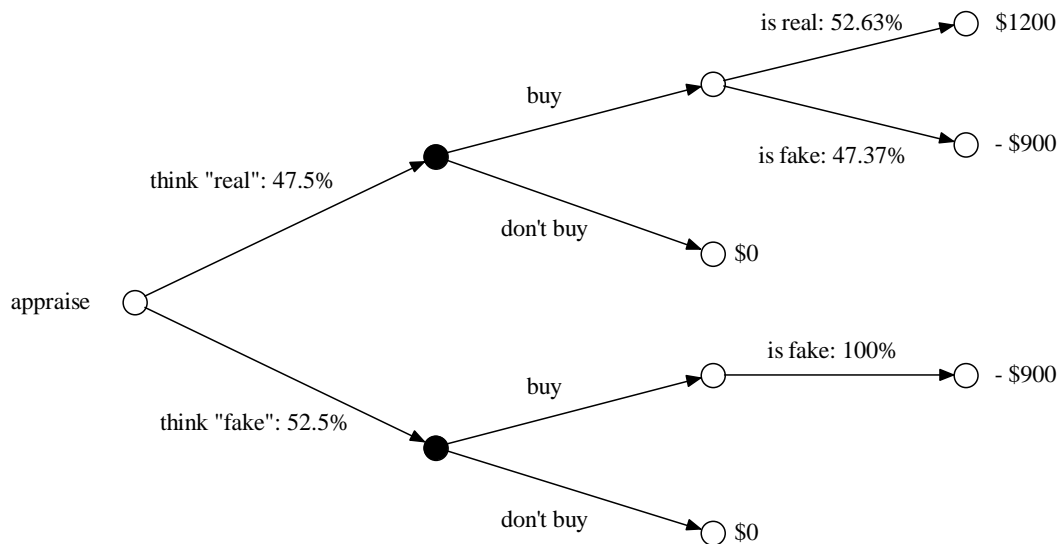 is real: 52.63%
$1200
buy
- $900
is fake: 47.37%
think "real": 47.5%
don't buy
$0
appraise
is fake: 100%
buy
- $900
think "fake": 52.5%
don't buy
$0